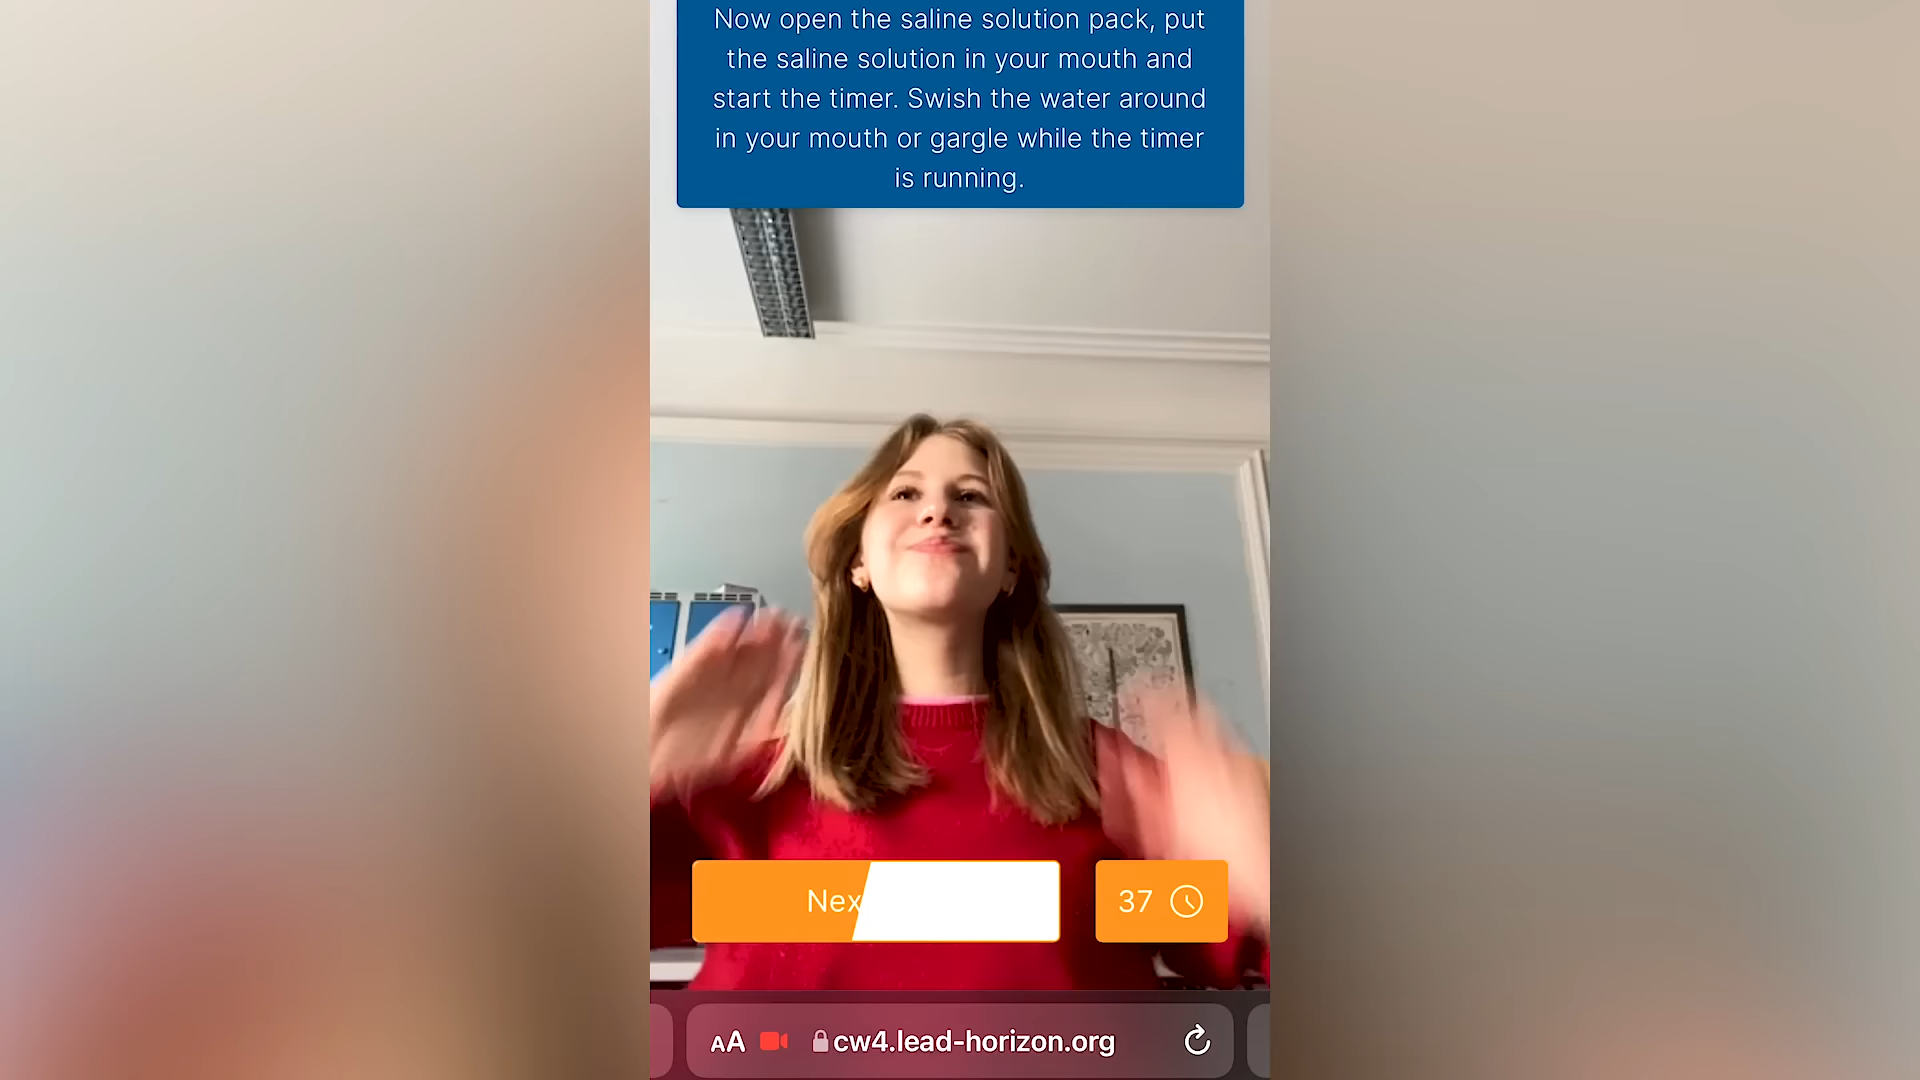 Now open the saline solution pack, put
the saline solution in your mouth and
start the timer. Swish the water around
in your mouth or gargle while the timer
is running.
Nex
37
AA
cw4.lead-horizon.org